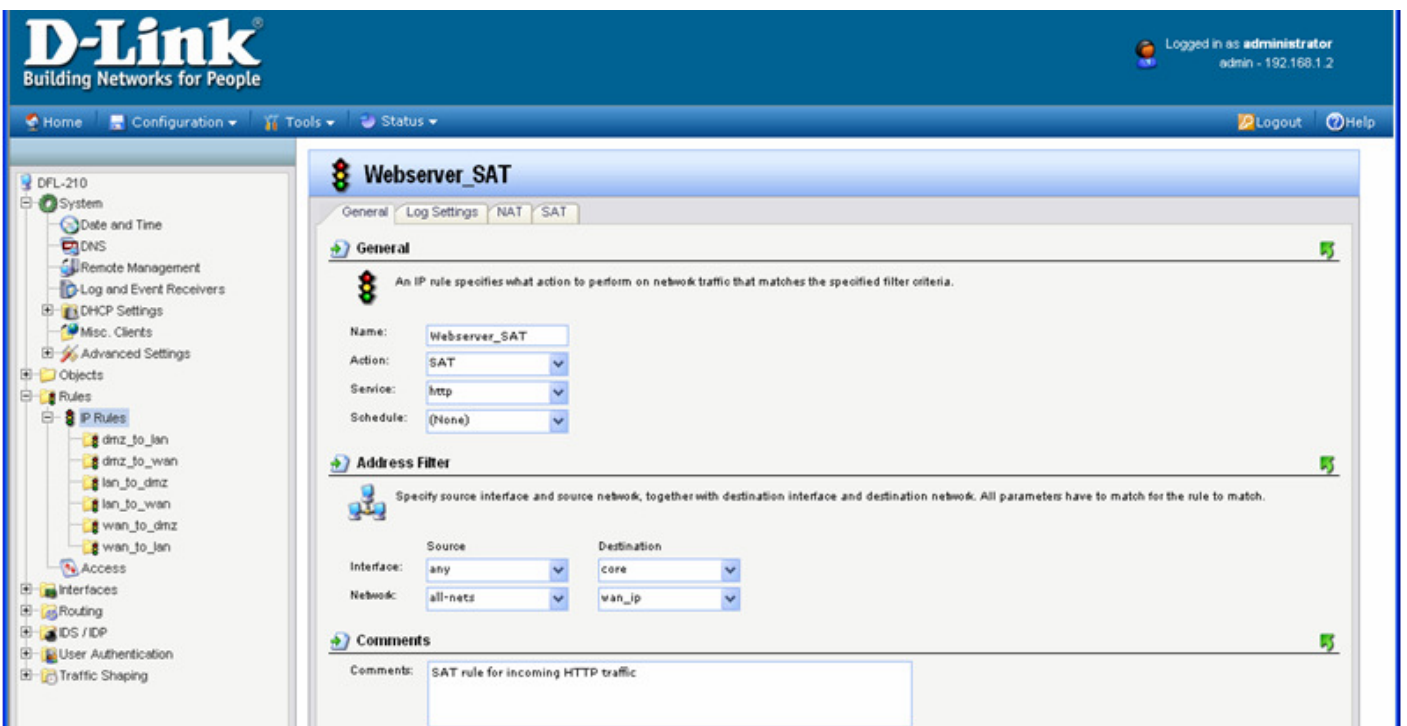 D-Link®
Building Networks for People
Logged in as administrator
admin - 192.168.1.2
Home Configuration Tools Status Logout Help
DFL-210
System
Date and Time
DNS
Remote Management
Log and Event Receivers
DHCP Settings
Misc. Clients
Advanced Settings
Objects
Rules
IP Rules
dmz_to_lan
dmz_to_wan
lan_to_dmz
lan_to_wan
wan_to_dmz
wan_to_lan
Access
Interfaces
Routing
IDS / IDP
User Authentication
Traffic Shaping
Webserver_SAT
General Log Settings NAT SAT
General
An IP rule specifies what action to perform on network traffic that matches the specified filter criteria.
Name: Webserver_SAT
Action: SAT
Service: http
Schedule: (None)
Address Filter
Specify source interface and source network, together with destination interface and destination network. All parameters have to match for the rule to match.
Source Destination
Interface: any core
Network: all-nets wan_ip
Comments
Comments: SAT rule for incoming HTTP traffic